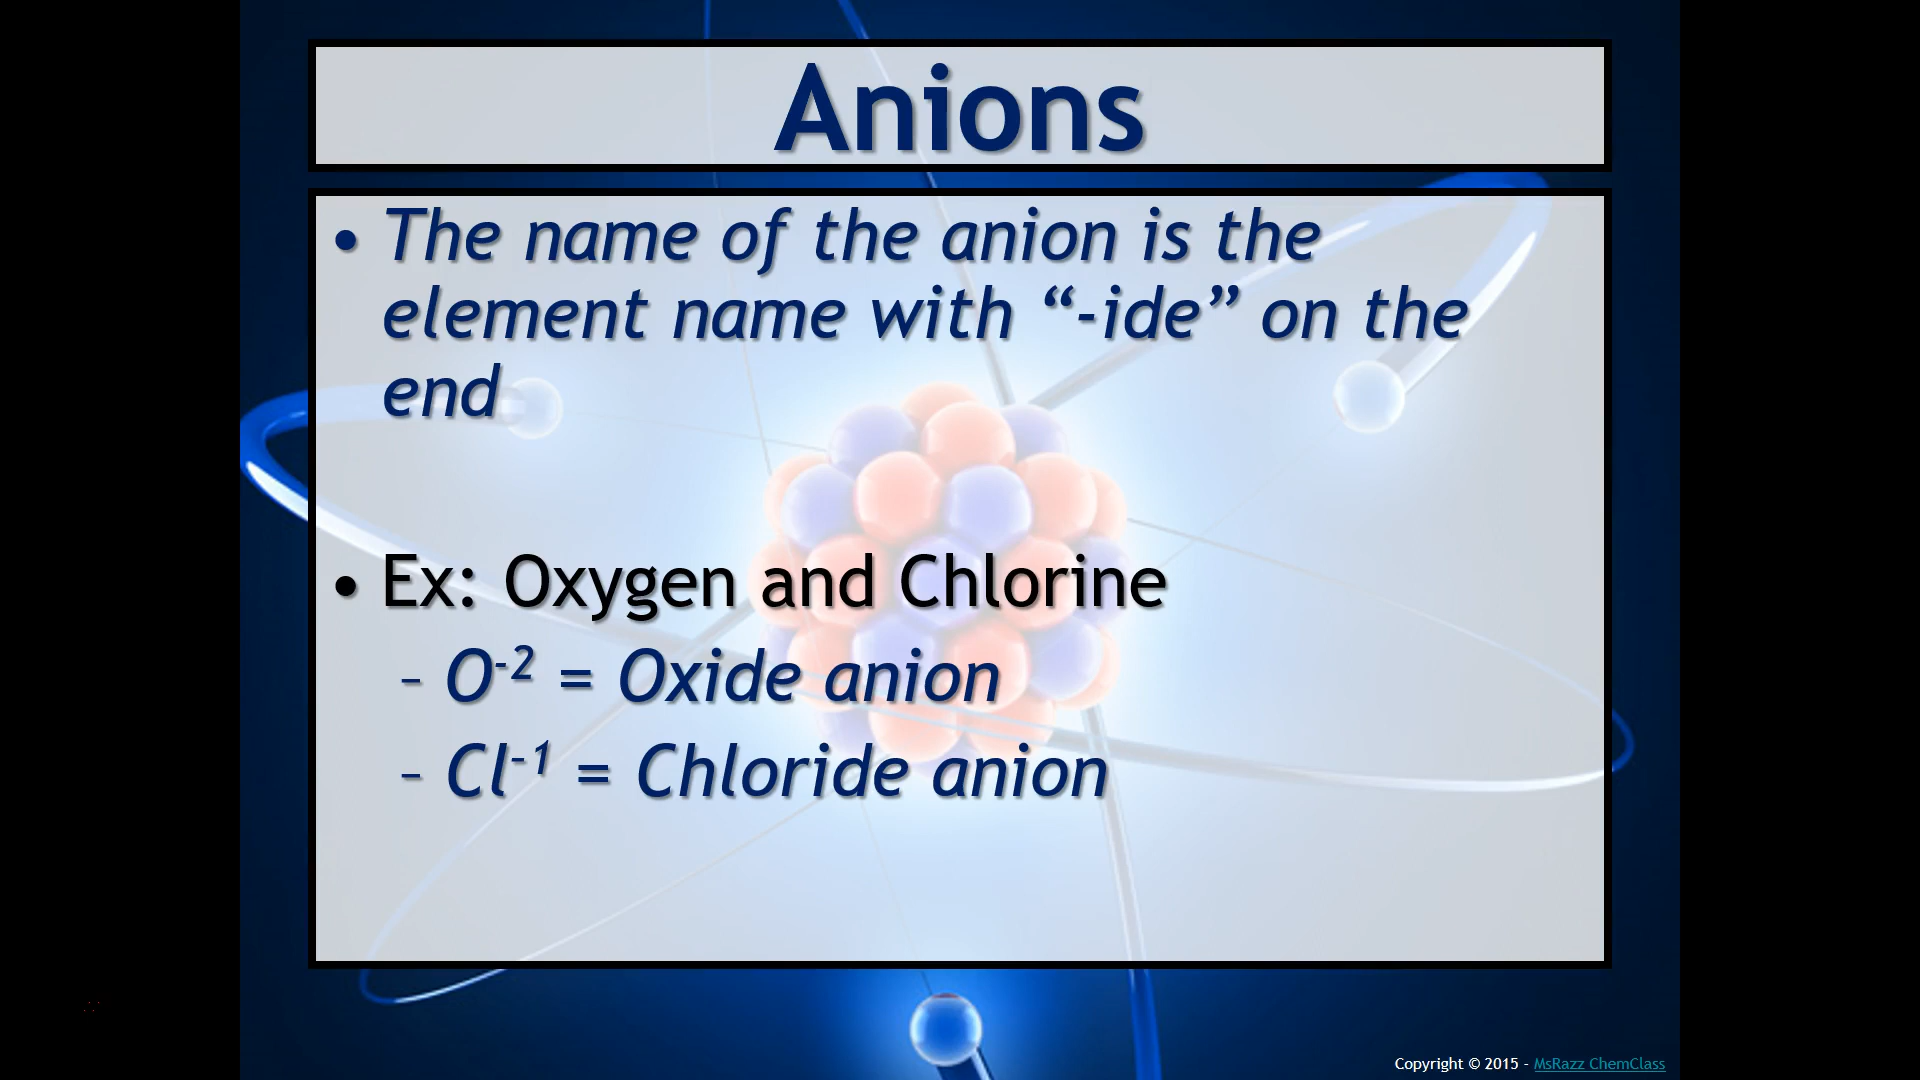 Anions
• The name of the anion is the
element name with “-ide” on the
end
• Ex: Oxygen and Chlorine
– O⁻² = Oxide anion
– Cl⁻¹ = Chloride anion
Copyright © 2015 - MsRazz ChemClass